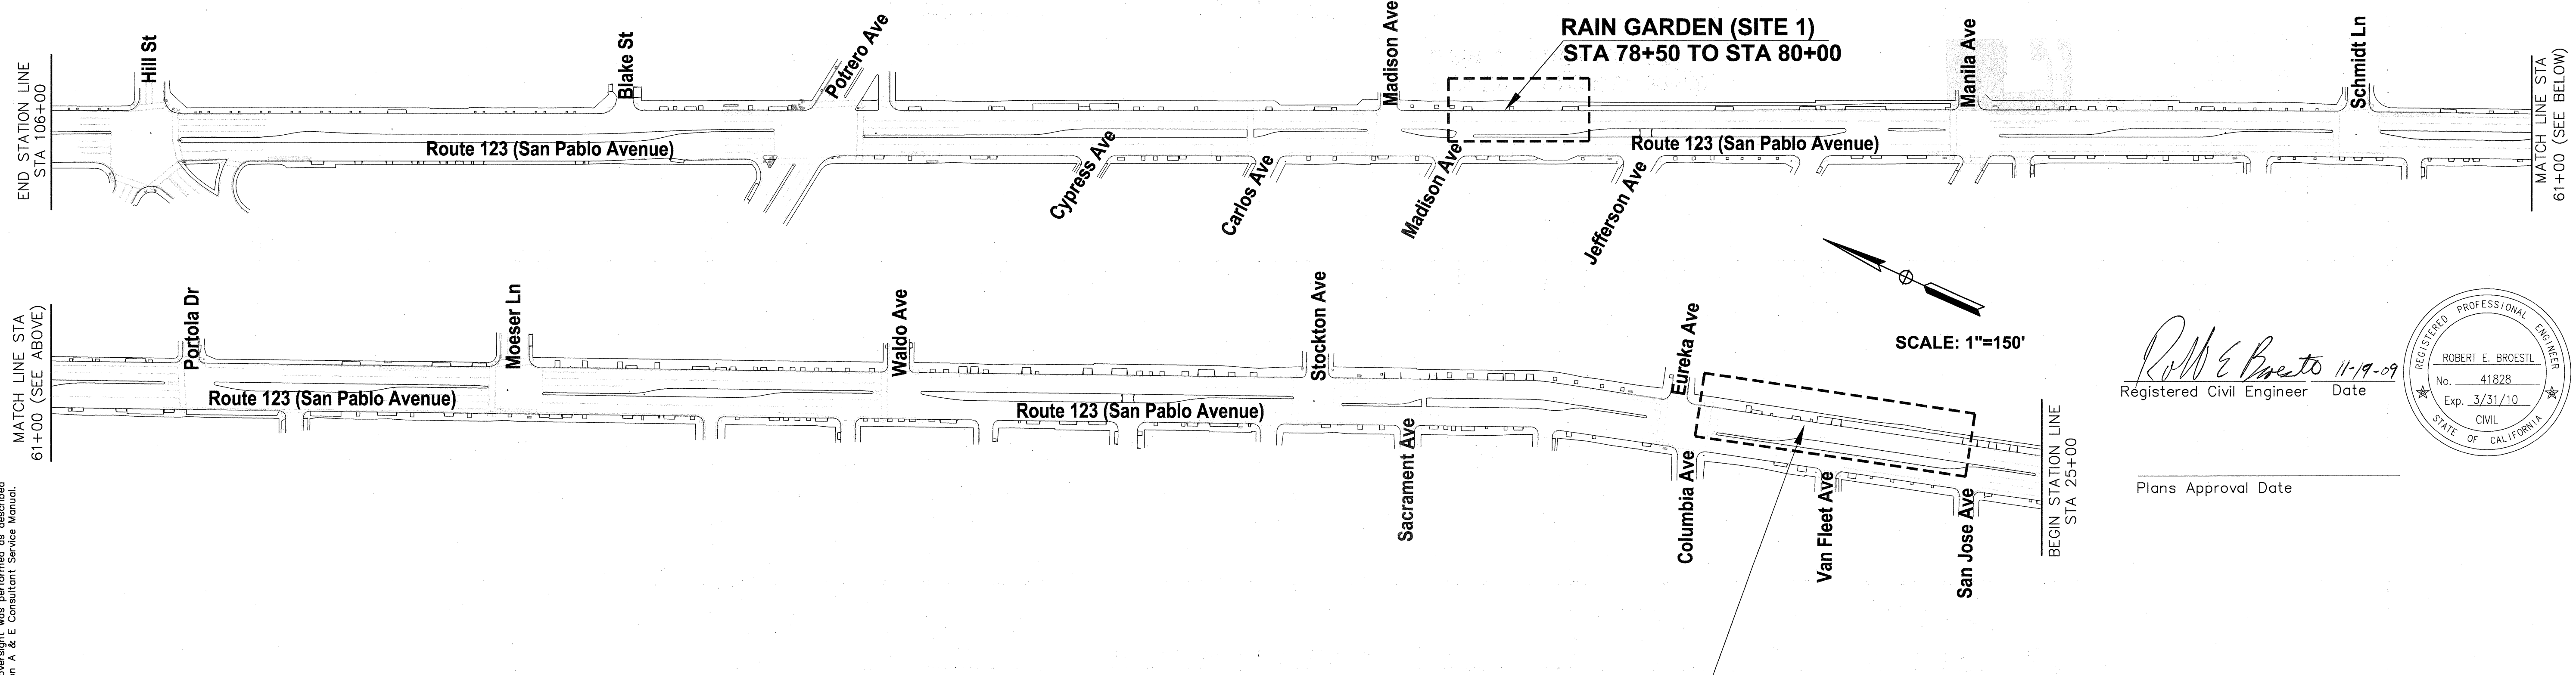 RAIN GARDEN (SITE 1)
STA 78+50 TO STA 80+00
END STATION LINE
STA 106+00
Hill St
Blake St
Potrero Ave
Madison Ave
Manila Ave
Schmidt Ln
MATCH LINE STA
61+00 (SEE BELOW)
Route 123 (San Pablo Avenue)
Route 123 (San Pablo Avenue)
Cypress Ave
Carlos Ave
Madison Ave
Jefferson Ave
MATCH LINE STA
61+00 (SEE ABOVE)
Portola Dr
Moeser Ln
Waldo Ave
Stockton Ave
Eureka Ave
Route 123 (San Pablo Avenue)
Route 123 (San Pablo Avenue)
Sacrament Ave
Columbia Ave
Van Fleet Ave
San Jose Ave
BEGIN STATION LINE
STA 25+00
SCALE: 1"=150'
11-19-09
Registered Civil Engineer Date
Plans Approval Date
REGISTERED PROFESSIONAL ENGINEER
ROBERT E. BROESTL
No. 41828
Exp. 3/31/10
CIVIL
STATE OF CALIFORNIA
oversight was performed as described
on A & E Consultant Service Manual.